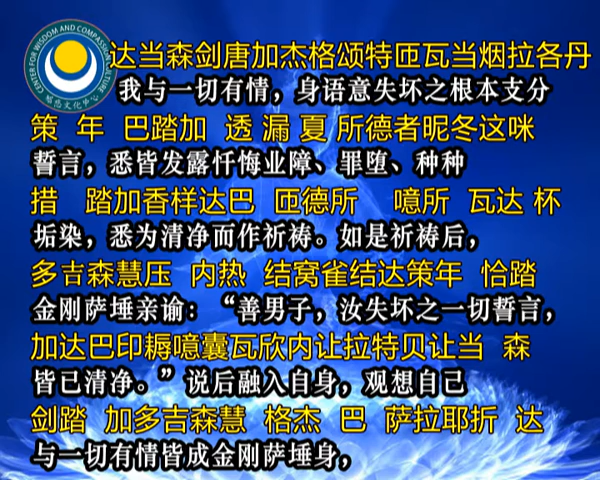 CENTER FOR WISDOM AND COMPASSION CULTURE
达当森剑唐加杰格颂特匝瓦当烟拉各丹
我与一切有情，身语意失坏之根本支分
策 年 巴踏加 透 漏 夏 所德者昵冬这咪
誓言，悉皆发露忏悔业障、罪堕、种种
措 踏加香样达巴 匝德所 噫所 瓦达 杯
垢染，悉为清净而作祈祷。如是祈祷后，
多吉森慧压 内热 结窝雀结达策年 恰踏
金刚萨埵亲谕：“善男子，汝失坏之一切誓言，
加达巴印耨噫囊瓦欣内让拉特贝让当 森
皆已清净。”说后融入自身，观想自己
剑踏 加多吉森慧 格杰 巴 萨拉耶折 达
与一切有情皆成金刚萨埵身，